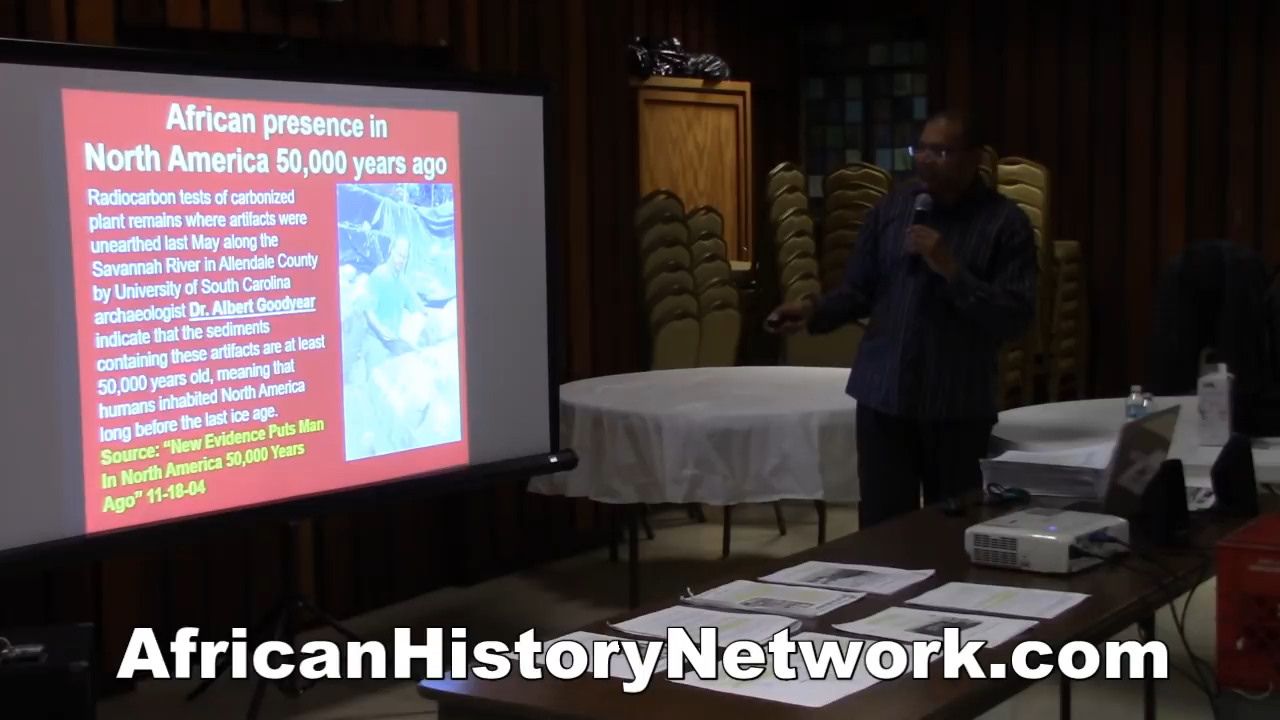 African presence in
North America 50,000 years ago
Radiocarbon tests of carbonized
plant remains where artifacts were
unearthed last May along the
Savannah River in Allendale County
by University of South Carolina
archaeologist Dr. Albert Goodyear
indicate that the sediments
containing these artifacts are at least
50,000 years old, meaning that
humans inhabited North America
long before the last ice age.
Source: “New Evidence Puts Man
In North America 50,000 Years
Ago” 11-18-04
AfricanHistoryNetwork.com